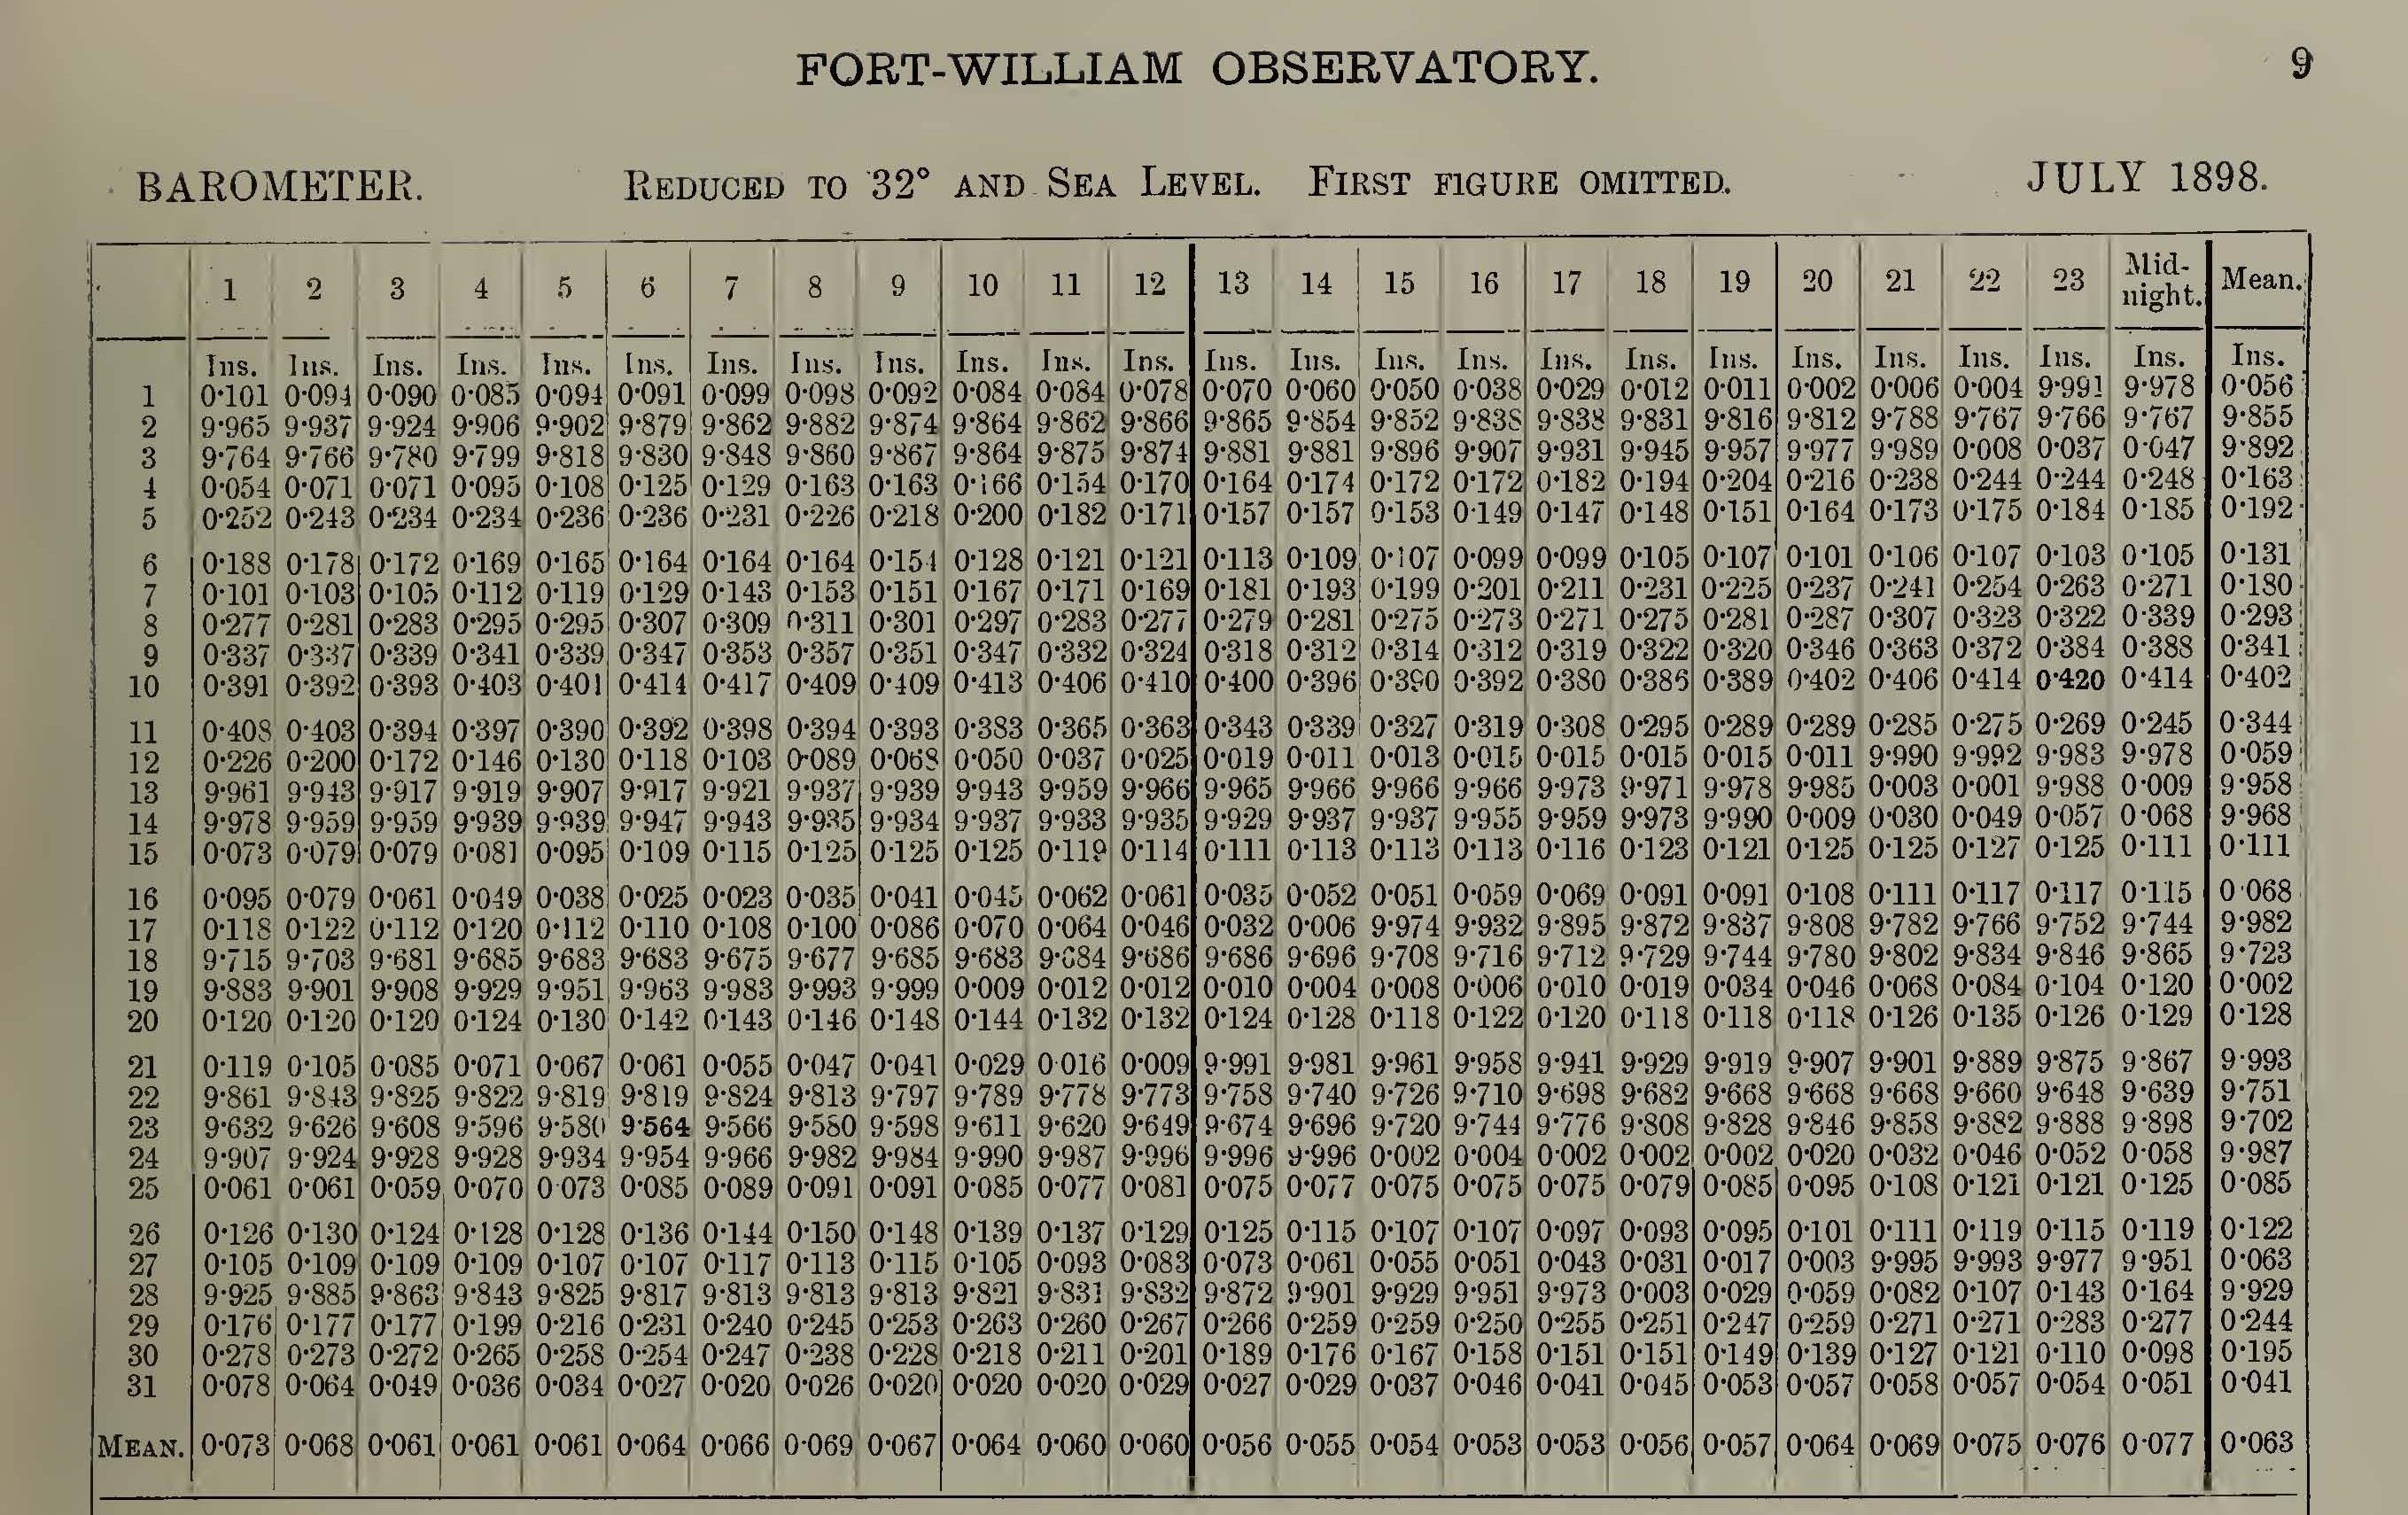 FORT-WILLIAM OBSERVATORY. 9
BAROMETER. REDUCED TO 32° AND SEA LEVEL. FIRST FIGURE OMITTED. JULY 1898.
1 2 3 4 5 6 7 8 9 10 11 12 13 14 15 16 17 18 19 20 21 22 23 Mid-night. Mean.
Ins. Ins. Ins. Ins. Ins. Ins. Ins. Ins. Ins. Ins. Ins. Ins. Ins. Ins. Ins. Ins. Ins. Ins. Ins. Ins. Ins. Ins. Ins. Ins. Ins.
1 0·101 0·094 0·090 0·085 0·094 0·091 0·099 0·098 0·092 0·084 0·084 0·078 0·070 0·060 0·050 0·038 0·029 0·012 0·011 0·002 0·006 0·004 9·991 9·978 0·056
2 9·965 9·937 9·924 9·906 9·902 9·879 9·862 9·882 9·874 9·864 9·862 9·866 9·865 9·854 9·852 9·838 9·838 9·831 9·816 9·812 9·788 9·767 9·766 9·767 9·855
3 9·764 9·766 9·780 9·799 9·818 9·830 9·848 9·860 9·867 9·864 9·875 9·874 9·881 9·881 9·896 9·907 9·931 9·945 9·957 9·977 9·989 0·008 0·037 0·047 9·892
4 0·054 0·071 0·071 0·095 0·108 0·125 0·129 0·163 0·163 0·166 0·154 0·170 0·164 0·174 0·172 0·172 0·182 0·194 0·204 0·216 0·238 0·244 0·244 0·248 0·163
5 0·252 0·243 0·234 0·234 0·236 0·236 0·231 0·226 0·218 0·200 0·182 0·171 0·157 0·157 0·153 0·149 0·147 0·148 0·151 0·164 0·173 0·175 0·184 0·185 0·192
6 0·188 0·178 0·172 0·169 0·165 0·164 0·164 0·164 0·154 0·128 0·121 0·121 0·113 0·109 0·107 0·099 0·099 0·105 0·107 0·101 0·106 0·107 0·103 0·105 0·131
7 0·101 0·103 0·105 0·112 0·119 0·129 0·143 0·153 0·151 0·167 0·171 0·169 0·181 0·193 0·199 0·201 0·211 0·231 0·225 0·237 0·241 0·254 0·263 0·271 0·180
8 0·277 0·281 0·283 0·295 0·295 0·307 0·309 0·311 0·301 0·297 0·283 0·277 0·279 0·281 0·275 0·273 0·271 0·275 0·281 0·287 0·307 0·323 0·322 0·339 0·293
9 0·337 0·337 0·339 0·341 0·339 0·347 0·353 0·357 0·351 0·347 0·332 0·324 0·318 0·312 0·314 0·312 0·319 0·322 0·320 0·346 0·363 0·372 0·384 0·388 0·341
10 0·391 0·392 0·393 0·403 0·401 0·414 0·417 0·409 0·409 0·413 0·406 0·410 0·400 0·396 0·390 0·392 0·380 0·386 0·389 0·402 0·406 0·414 0·420 0·414 0·402
11 0·408 0·403 0·394 0·397 0·390 0·392 0·398 0·394 0·393 0·383 0·365 0·363 0·343 0·339 0·327 0·319 0·308 0·295 0·289 0·289 0·285 0·275 0·269 0·245 0·344
12 0·226 0·200 0·172 0·146 0·130 0·118 0·103 0·089 0·068 0·050 0·037 0·025 0·019 0·011 0·013 0·015 0·015 0·015 0·015 0·011 9·990 9·992 9·983 9·978 0·059
13 9·961 9·943 9·917 9·919 9·907 9·917 9·921 9·937 9·939 9·943 9·959 9·966 9·965 9·966 9·966 9·966 9·973 9·971 9·978 9·985 0·003 0·001 9·988 0·009 9·958
14 9·978 9·959 9·959 9·939 9·939 9·947 9·943 9·935 9·934 9·937 9·933 9·935 9·929 9·937 9·937 9·955 9·959 9·973 9·990 0·009 0·030 0·049 0·057 0·068 9·968
15 0·073 0·079 0·079 0·081 0·095 0·109 0·115 0·125 0·125 0·125 0·119 0·114 0·111 0·113 0·113 0·113 0·116 0·123 0·121 0·125 0·125 0·127 0·125 0·111 0·111
16 0·095 0·079 0·061 0·049 0·038 0·025 0·023 0·035 0·041 0·045 0·062 0·061 0·035 0·052 0·051 0·059 0·069 0·091 0·091 0·108 0·111 0·117 0·117 0·115 0·068
17 0·118 0·122 0·112 0·120 0·112 0·110 0·108 0·100 0·086 0·070 0·064 0·046 0·032 0·006 9·974 9·932 9·895 9·872 9·837 9·808 9·782 9·766 9·752 9·744 9·982
18 9·715 9·703 9·681 9·685 9·683 9·683 9·675 9·677 9·685 9·683 9·684 9·686 9·686 9·696 9·708 9·716 9·712 9·729 9·744 9·780 9·802 9·834 9·846 9·865 9·723
19 9·883 9·901 9·908 9·929 9·951 9·963 9·983 9·993 9·999 0·009 0·012 0·012 0·010 0·004 0·008 0·006 0·010 0·019 0·034 0·046 0·068 0·084 0·104 0·120 0·002
20 0·120 0·120 0·120 0·124 0·130 0·142 0·143 0·146 0·148 0·144 0·132 0·132 0·124 0·128 0·118 0·122 0·120 0·118 0·118 0·118 0·126 0·135 0·126 0·129 0·128
21 0·119 0·105 0·085 0·071 0·067 0·061 0·055 0·047 0·041 0·029 0·016 0·009 9·991 9·981 9·961 9·958 9·941 9·929 9·919 9·907 9·901 9·889 9·875 9·867 9·993
22 9·861 9·843 9·825 9·822 9·819 9·819 9·824 9·813 9·797 9·789 9·778 9·773 9·758 9·740 9·726 9·710 9·698 9·682 9·668 9·668 9·668 9·660 9·648 9·639 9·751
23 9·632 9·626 9·608 9·596 9·580 9·564 9·566 9·580 9·598 9·611 9·620 9·649 9·674 9·696 9·720 9·744 9·776 9·808 9·828 9·846 9·858 9·882 9·888 9·898 9·702
24 9·907 9·924 9·928 9·928 9·934 9·954 9·966 9·982 9·984 9·990 9·987 9·996 9·996 9·996 0·002 0·004 0·002 0·002 0·002 0·020 0·032 0·046 0·052 0·058 9·987
25 0·061 0·061 0·059 0·070 0·073 0·085 0·089 0·091 0·091 0·085 0·077 0·081 0·075 0·077 0·075 0·075 0·075 0·079 0·085 0·095 0·108 0·121 0·121 0·125 0·085
26 0·126 0·130 0·124 0·128 0·128 0·136 0·144 0·150 0·148 0·139 0·137 0·129 0·125 0·115 0·107 0·107 0·097 0·093 0·095 0·101 0·111 0·119 0·115 0·119 0·122
27 0·105 0·109 0·109 0·109 0·107 0·107 0·117 0·113 0·115 0·105 0·093 0·083 0·073 0·061 0·055 0·051 0·043 0·031 0·017 0·003 9·995 9·993 9·977 9·951 0·063
28 9·925 9·885 9·863 9·843 9·825 9·817 9·813 9·813 9·813 9·821 9·831 9·832 9·872 9·901 9·929 9·951 9·973 0·003 0·029 0·059 0·082 0·107 0·143 0·164 9·929
29 0·176 0·177 0·177 0·199 0·216 0·231 0·240 0·245 0·253 0·263 0·260 0·267 0·266 0·259 0·259 0·250 0·255 0·251 0·247 0·259 0·271 0·271 0·283 0·277 0·244
30 0·278 0·273 0·272 0·265 0·258 0·254 0·247 0·238 0·228 0·218 0·211 0·201 0·189 0·176 0·167 0·158 0·151 0·151 0·149 0·139 0·127 0·121 0·110 0·098 0·195
31 0·078 0·064 0·049 0·036 0·034 0·027 0·020 0·026 0·020 0·020 0·020 0·029 0·027 0·029 0·037 0·046 0·041 0·045 0·053 0·057 0·058 0·057 0·054 0·051 0·041
MEAN. 0·073 0·068 0·061 0·061 0·061 0·064 0·066 0·069 0·067 0·064 0·060 0·060 0·056 0·055 0·054 0·053 0·053 0·056 0·057 0·064 0·069 0·075 0·076 0·077 0·063